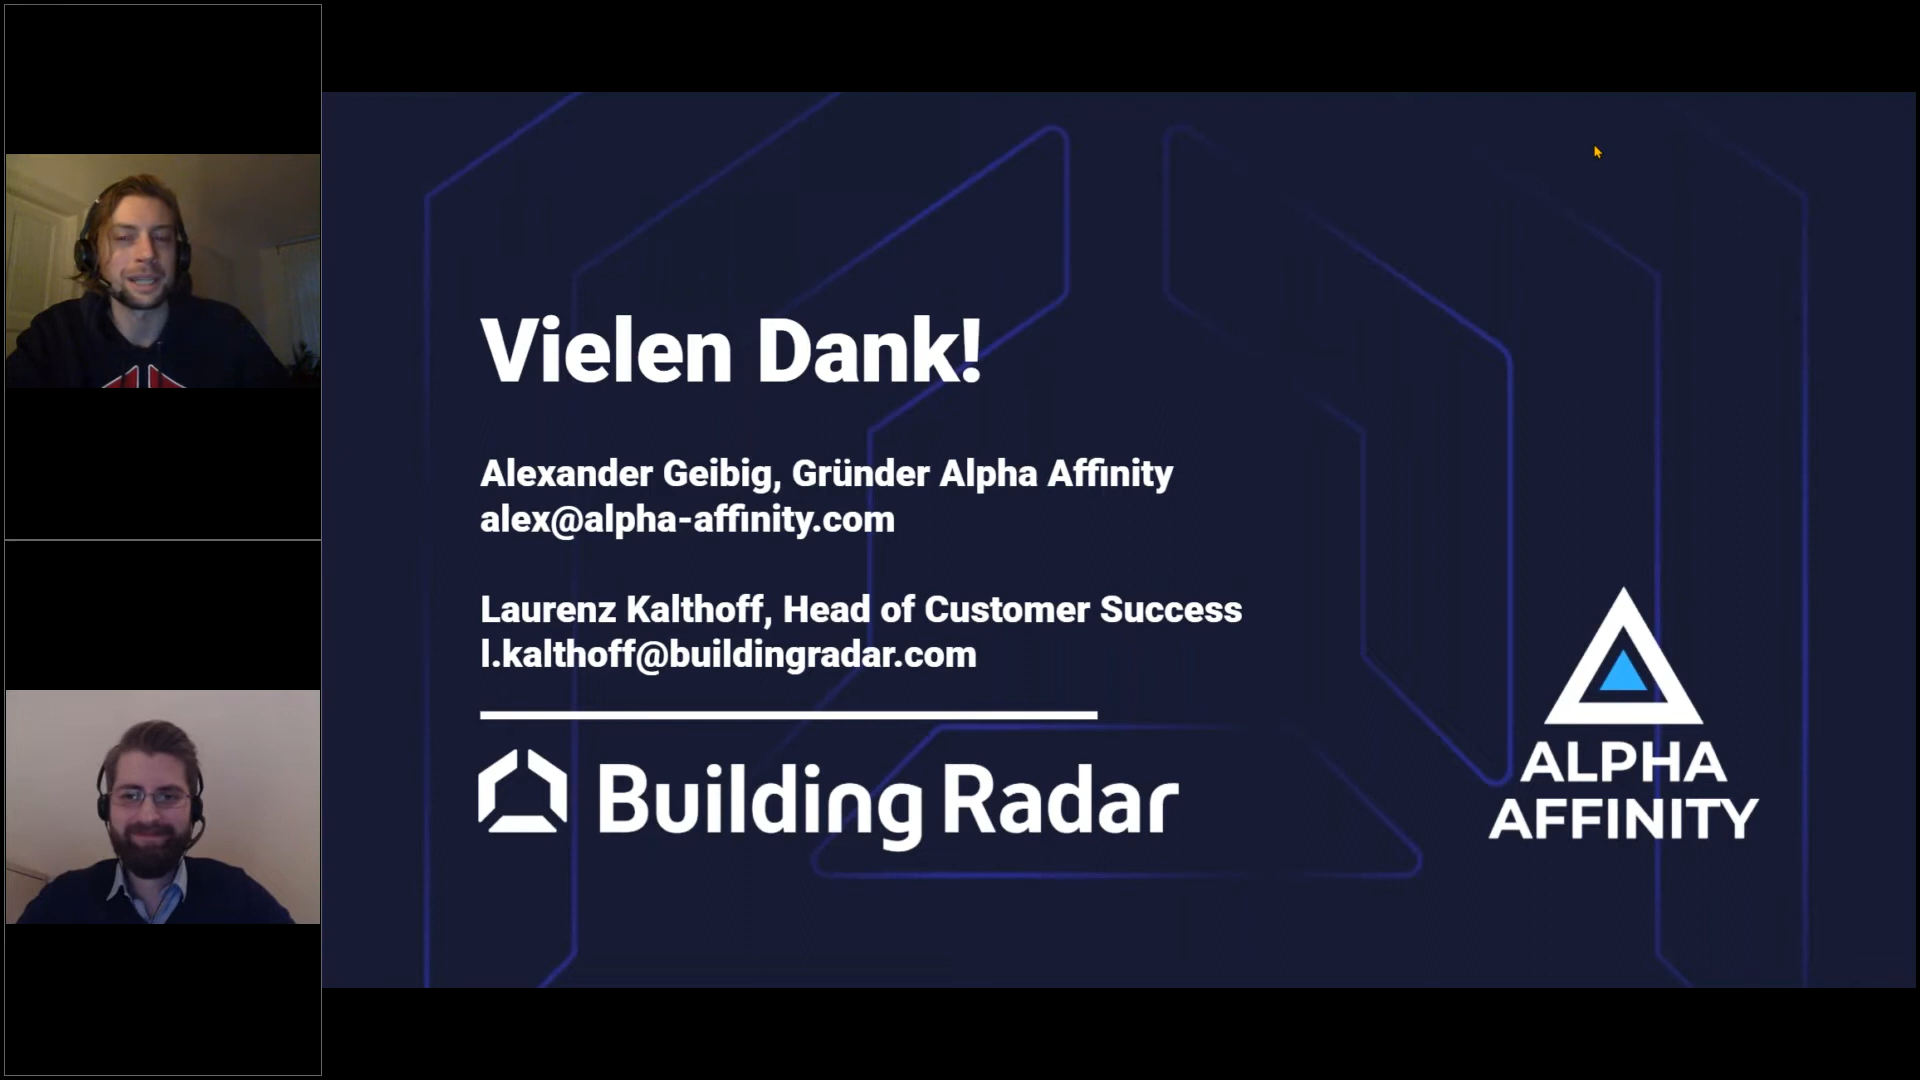 Vielen Dank!
Alexander Geibig, Gründer Alpha Affinity
alex@alpha-affinity.com
Laurenz Kalthoff, Head of Customer Success
l.kalthoff@buildingradar.com
Building Radar
ALPHA
AFFINITY